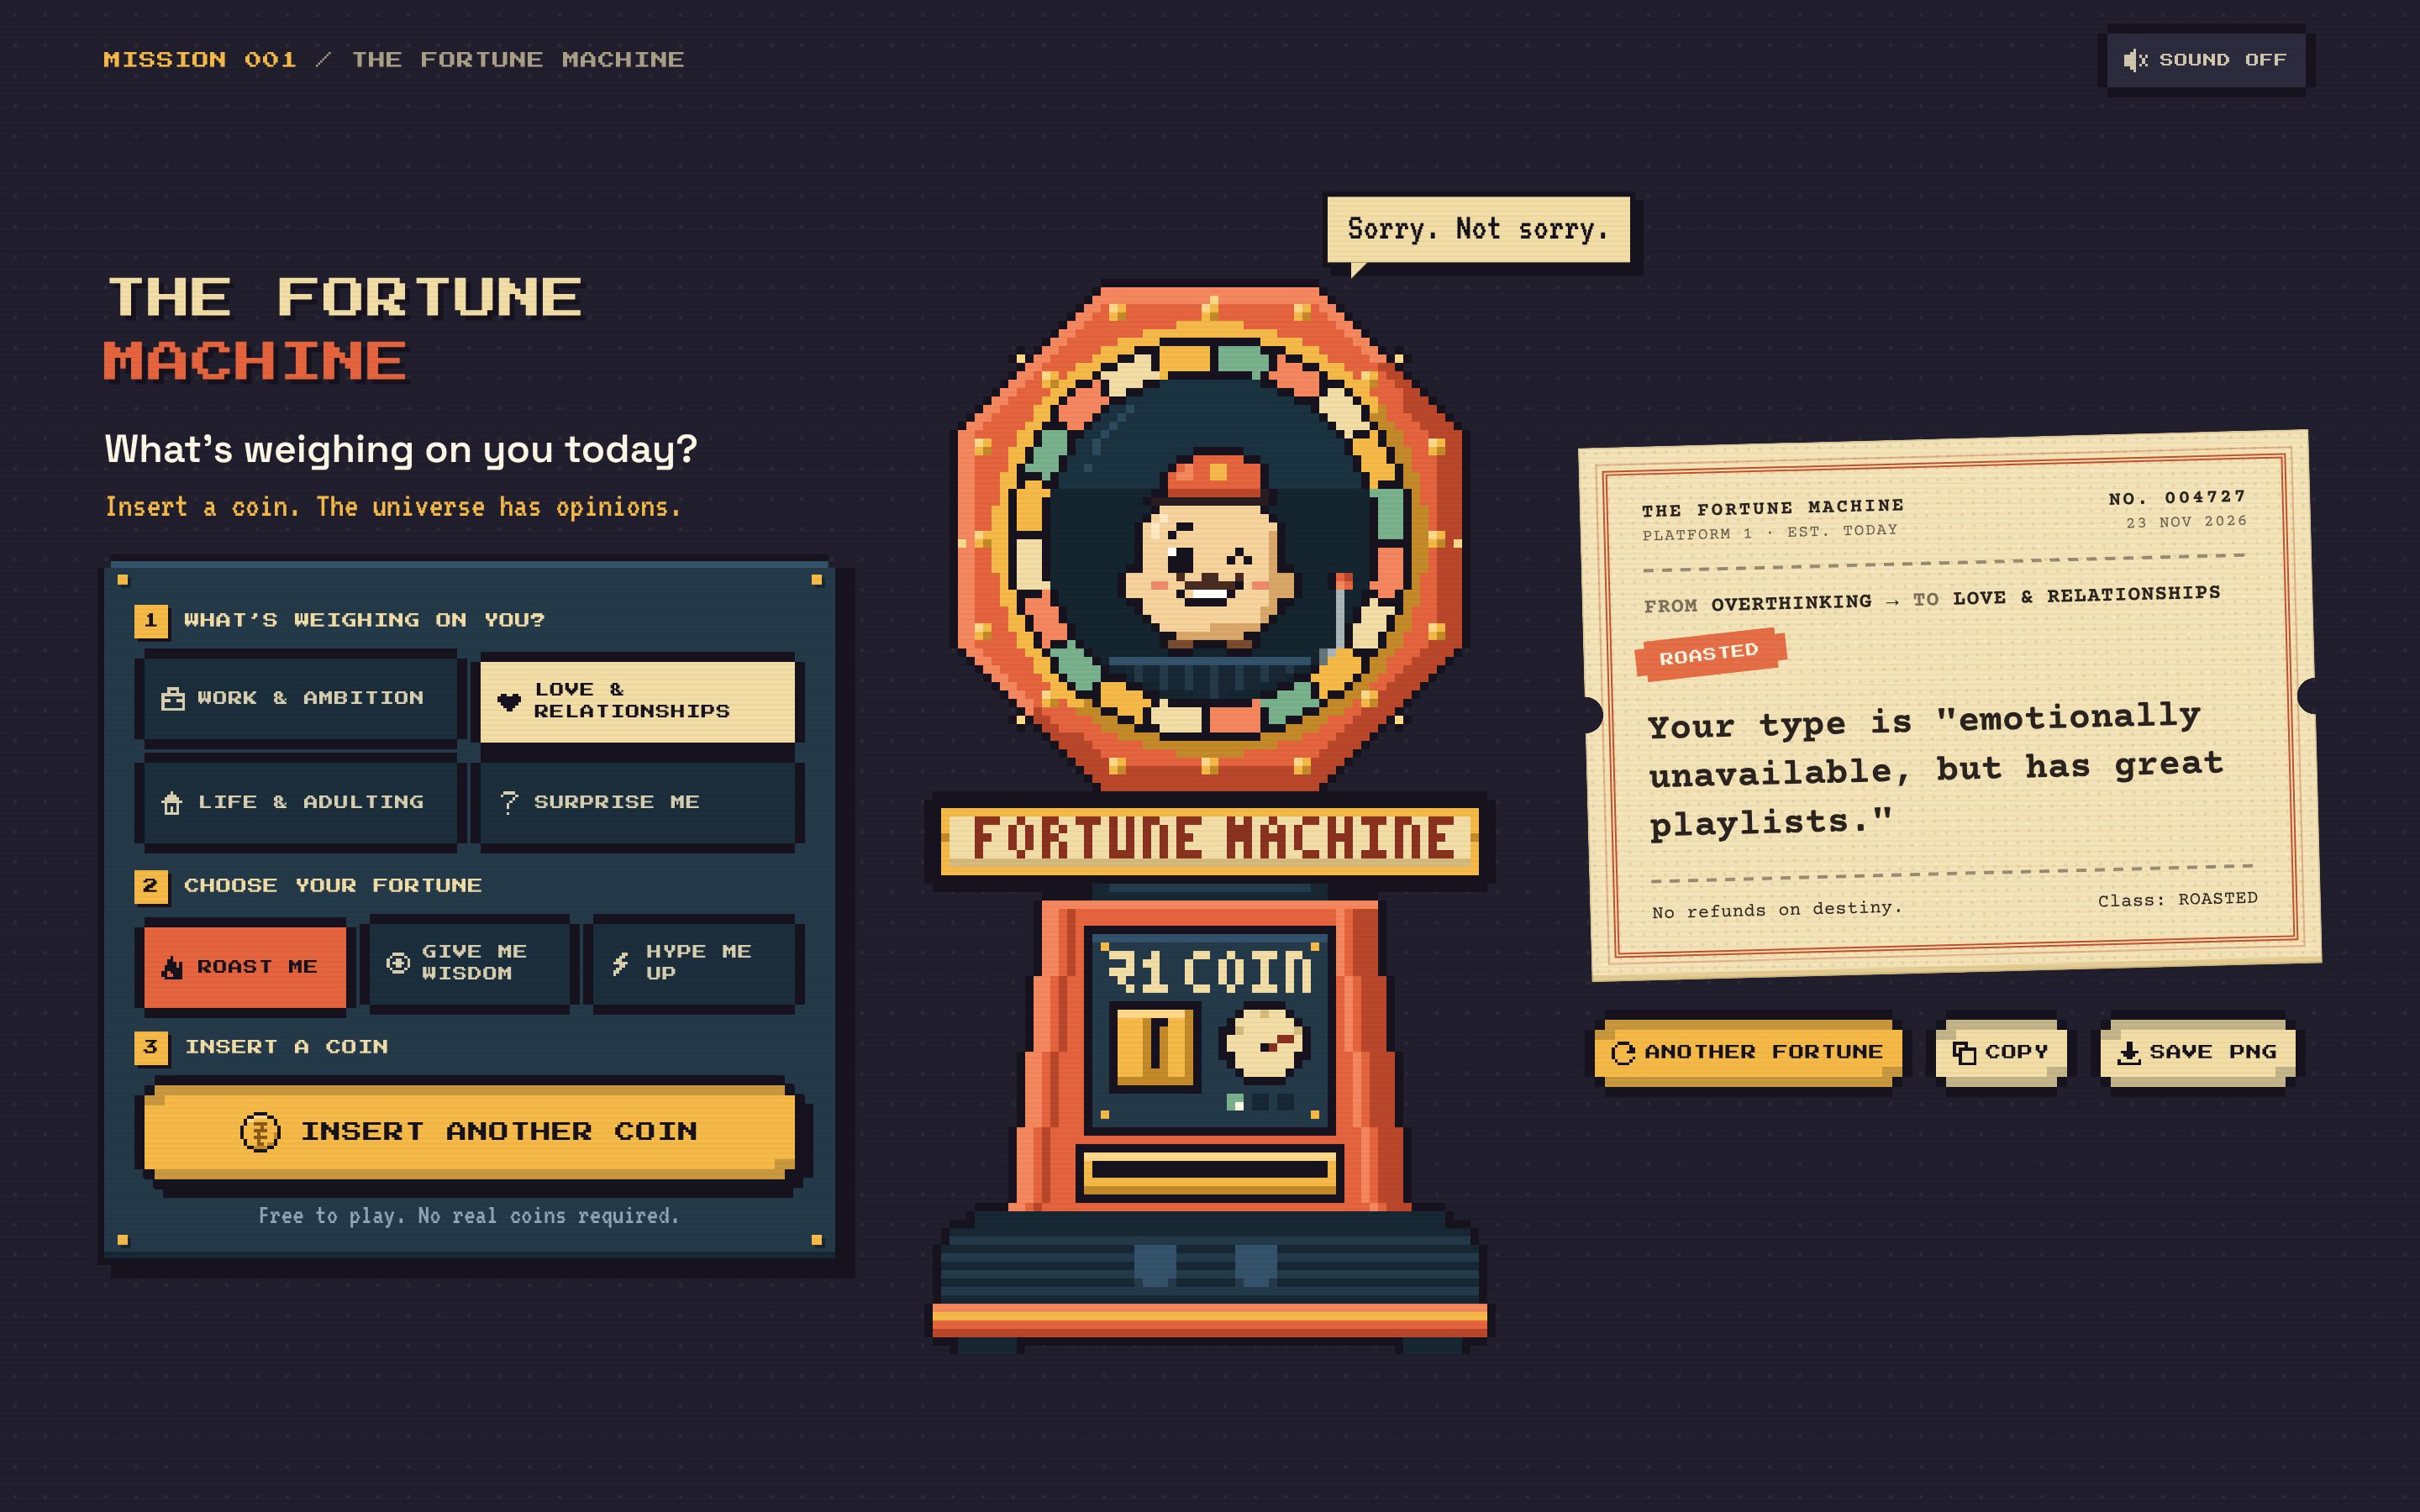 MISSION 001 / THE FORTUNE MACHINE
SOUND OFF
Sorry. Not sorry.
THE FORTUNE
MACHINE
What's weighing on you today?
Insert a coin. The universe has opinions.
1 WHAT'S WEIGHING ON YOU?
WORK & AMBITION
LOVE &
RELATIONSHIPS
LIFE & ADULTING
? SURPRISE ME
2 CHOOSE YOUR FORTUNE
ROAST ME
GIVE ME
WISDOM
HYPE ME
UP
3 INSERT A COIN
INSERT ANOTHER COIN
Free to play. No real coins required.
FORTUNE MACHINE
₹1 COIN
THE FORTUNE MACHINE
NO. 004727
PLATFORM 1 · EST. TODAY
23 NOV 2026
FROM OVERTHINKING → TO LOVE & RELATIONSHIPS
ROASTED
Your type is "emotionally
unavailable, but has great
playlists."
No refunds on destiny.
Class: ROASTED
ANOTHER FORTUNE
COPY
SAVE PNG